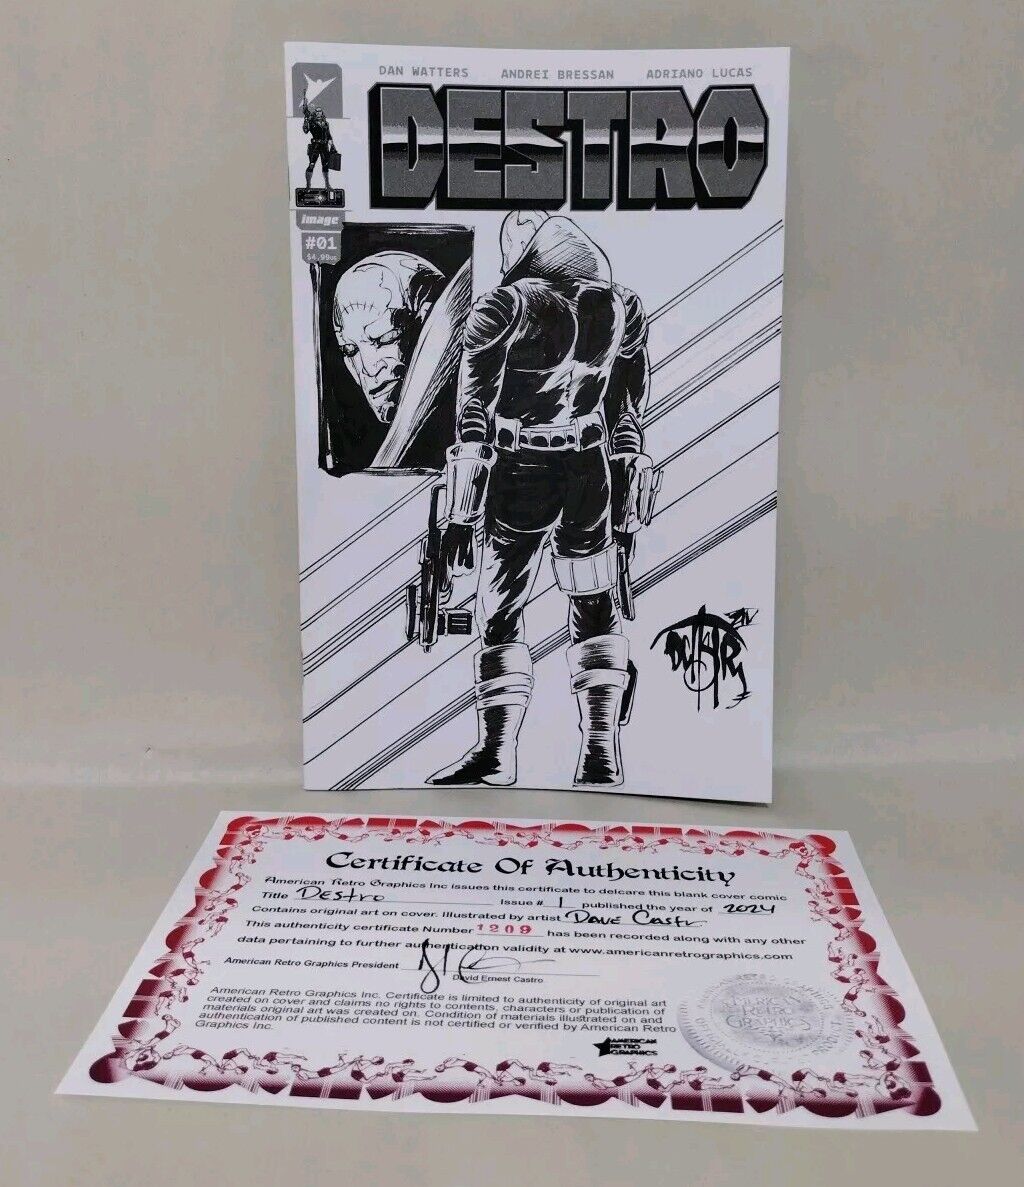 DAN WATTERS ANDREI BRESSAN ADRIANO LUCAS
DESTRO
image
#01
$4.99 US
Certificate Of Authenticity
American Retro Graphics Inc issues this certificate to delcare this blank cover comic
Title Destro Issue # 1 published the year of 2024
Contains original art on cover. Illustrated by artist Dave Castr
This authenticity certificate Number 1209 has been recorded along with any other
data pertaining to further authentication validity at www.americanretrographics.com
American Retro Graphics President
David Ernest Castro
American Retro Graphics Inc. Certificate is limited to authenticity of original art
created on cover and claims no rights to contents, characters or publication of
materials original art was created on. Condition of materials illustrated on and
authentication of published content is not certified or verified by American Retro
Graphics Inc.
AMERICAN
RETRO
GRAPHICS